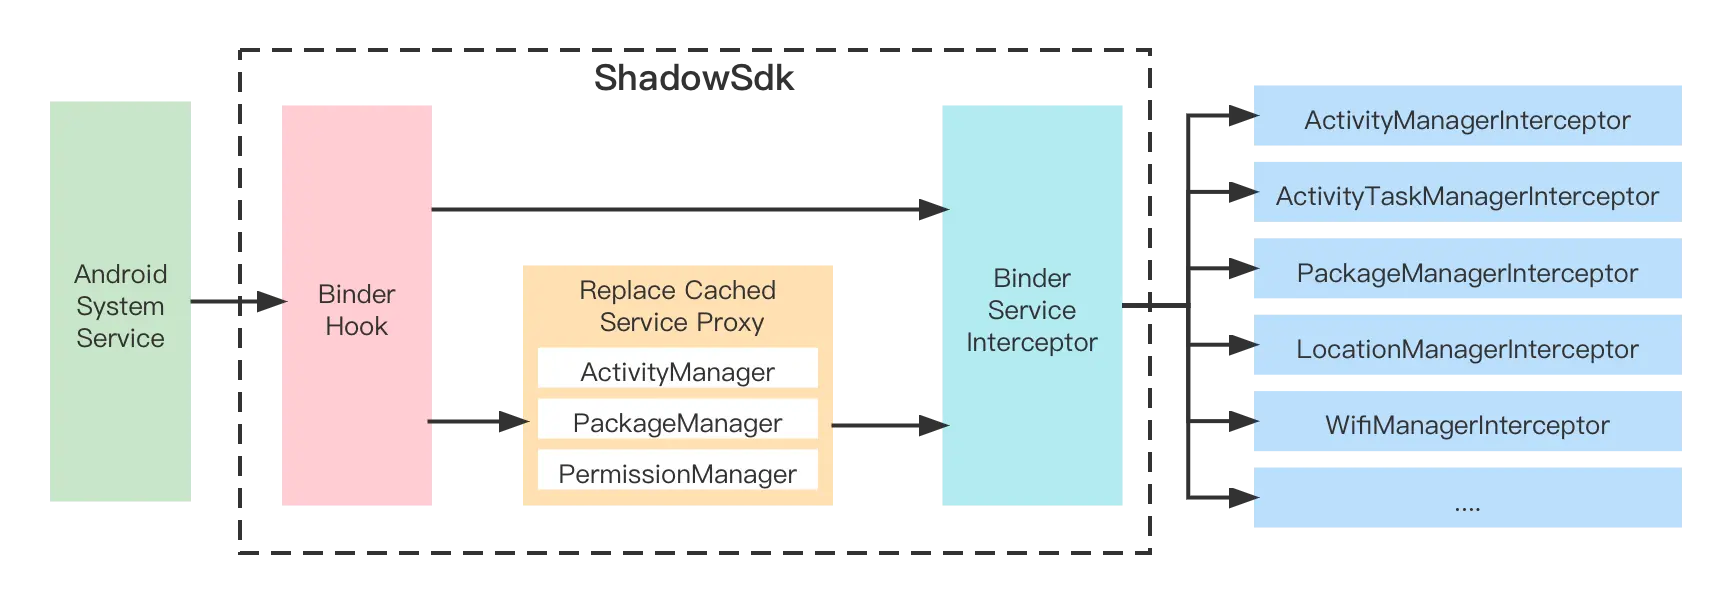 ShadowSdk
Android
System
Service
Binder
Hook
Replace Cached
Service Proxy
ActivityManager
PackageManager
PermissionManager
Binder
Service
Interceptor
ActivityManagerInterceptor
ActivityTaskManagerInterceptor
PackageManagerInterceptor
LocationManagerInterceptor
WifiManagerInterceptor
....